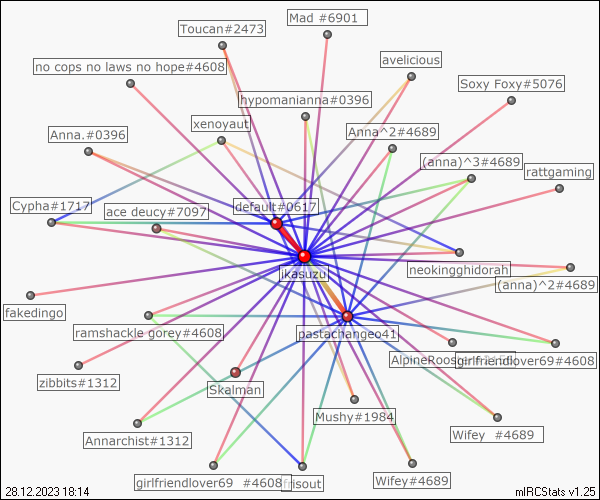 Mad #6901
Toucan#2473
avelicious
no cops no laws no hope#4608
Soxy Foxy#5076
hypomanianna#0396
xenoyaut
Anna^2#4689
Anna.#0396
(anna)^3#4689
rattgaming
Cypha#1717
ace deucy#7097
default#0617
jkasuzu
neokingghidorah
(anna)^2#4689
fakedingo
ramshackle gorey#4608
pastachangeo41
girlfriendlover69#4608
zibbits#1312
Skalman
Mushy#1984
Annarchist#1312
Wifey #4689
girlfriendlover69 #4608
frisout
Wifey#4689
28.12.2023 18:14
mIRCStats v1.25